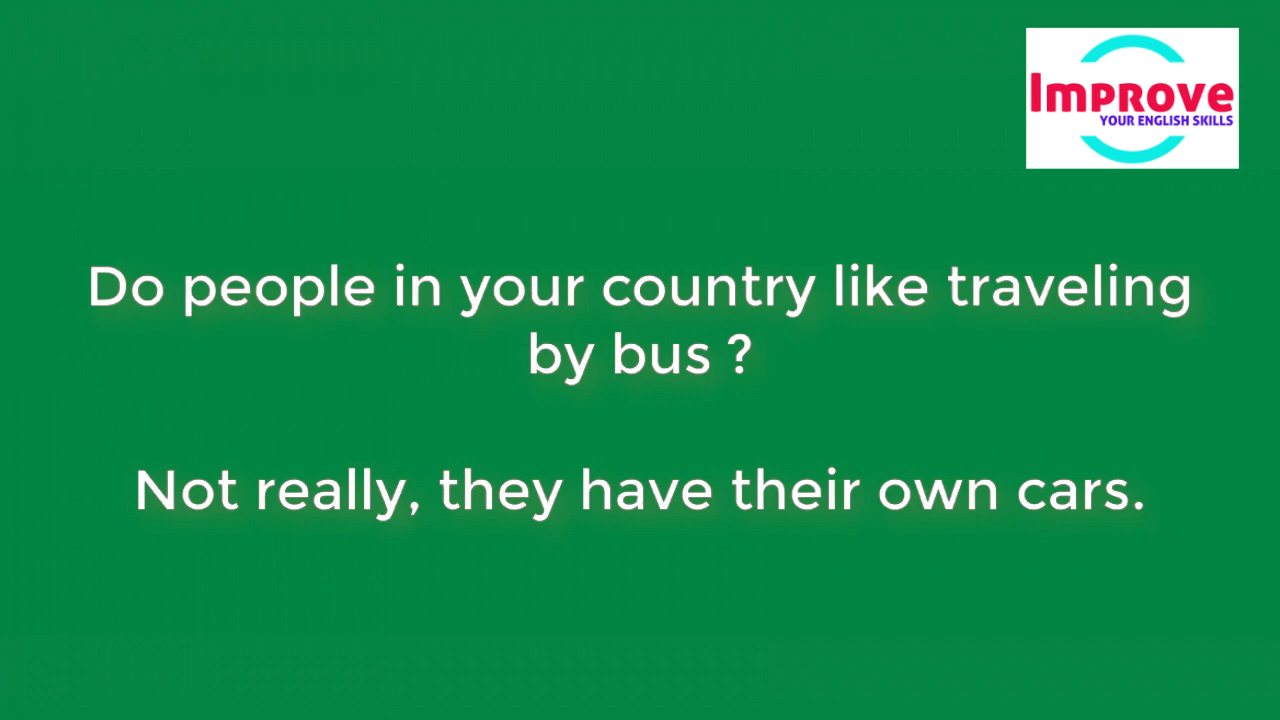 Improve
YOUR ENGLISH SKILLS
Do people in your country like traveling
by bus ?
Not really, they have their own cars.